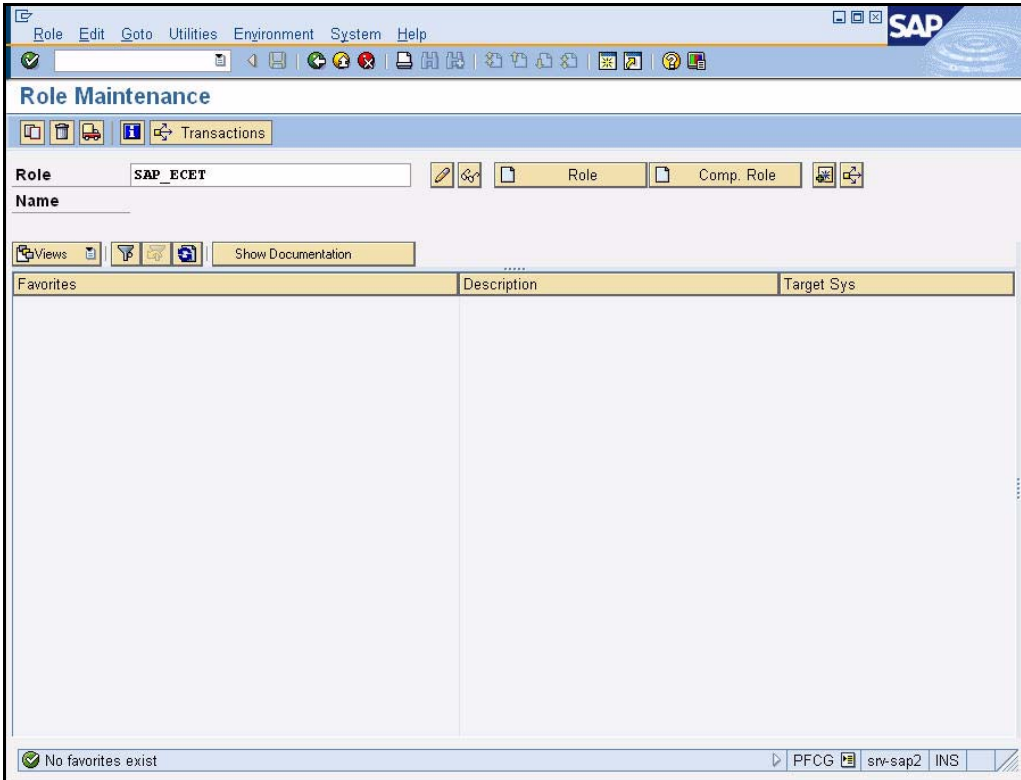 Role Edit Goto Utilities Environment System Help
SAP
Role Maintenance
Transactions
Role SAP_ECET Role Comp. Role
Name
Views Show Documentation
Favorites Description Target Sys
No favorites exist PFCG srv-sap2 INS